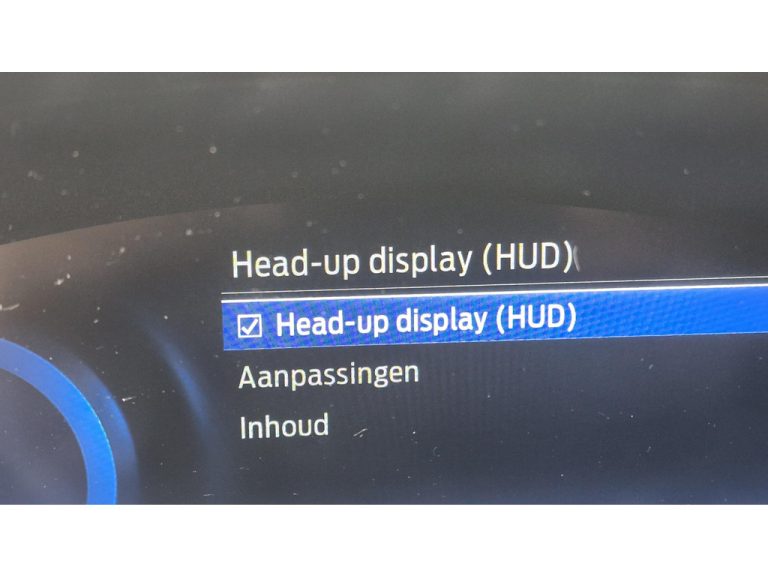 Head-up display (HUD)
Head-up display (HUD)
Aanpassingen
Inhoud